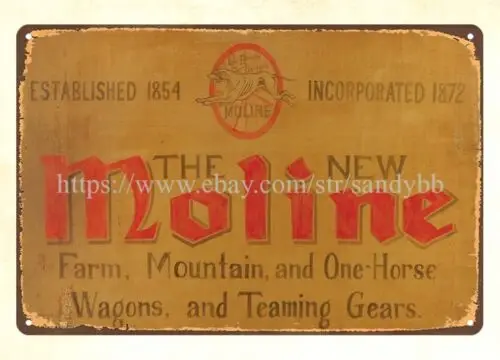 ESTABLISHED 1854
MOLINE
INCORPORATED 1872
THE NEW
Moline
https://www.ebay.com/str/sandybb
Farm, Mountain, and One-Horse
Wagons, and Teaming Gears.